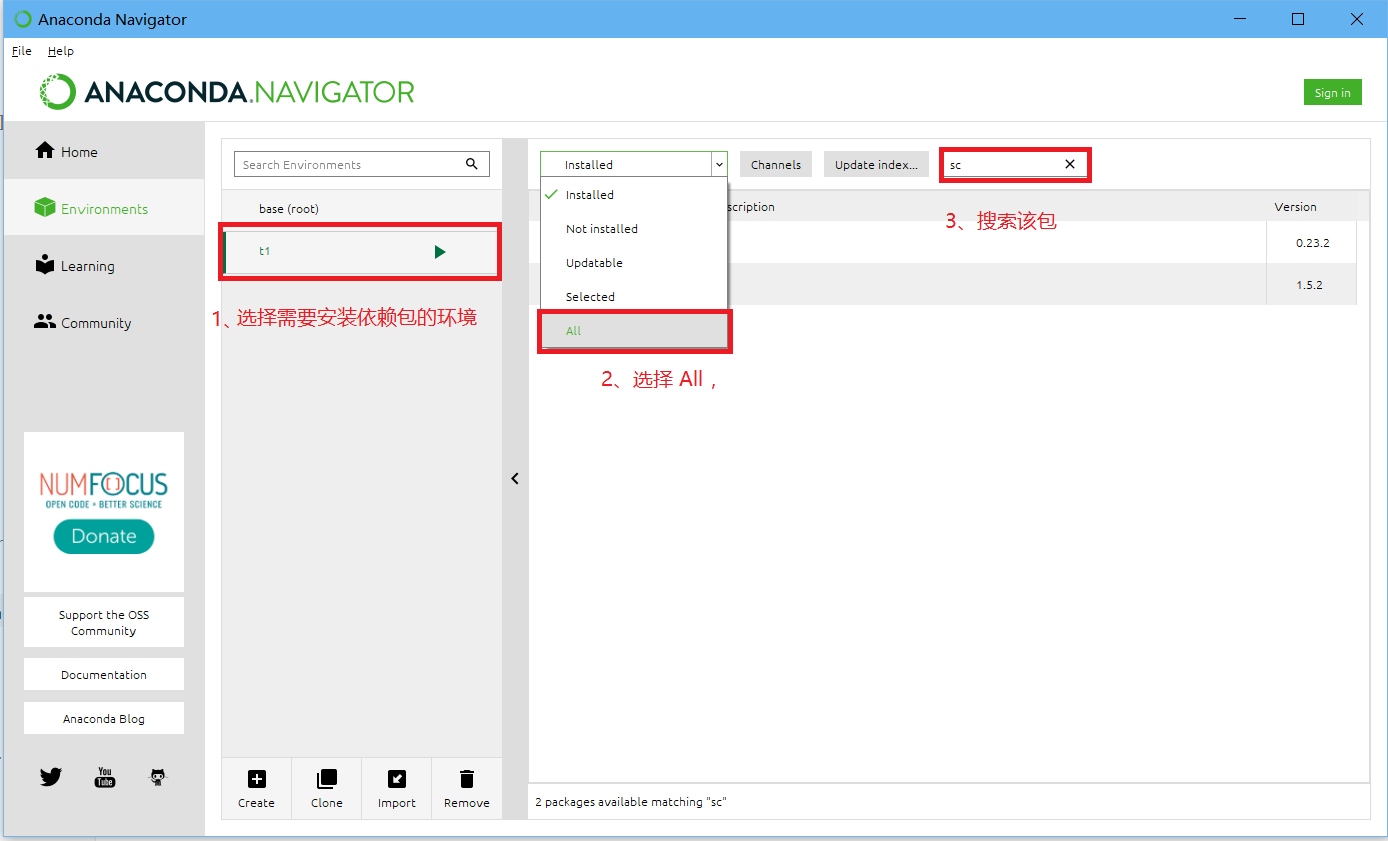 Anaconda Navigator
File Help
ANACONDA.NAVIGATOR
Sign in
Home
Environments
Learning
Community
NUMFOCUS
OPEN CODE = BETTER SCIENCE
Donate
Support the OSS
Community
Documentation
Anaconda Blog
You
Tube
Search Environments
base (root)
t1
1、选择需要安装依赖包的环境
Create Clone Import Remove
Installed Channels Update index... sc
Installed
Not installed
Updatable
Selected
All
2、选择 All ，
scription Version
3、搜索该包
0.23.2
1.5.2
2 packages available matching "sc"